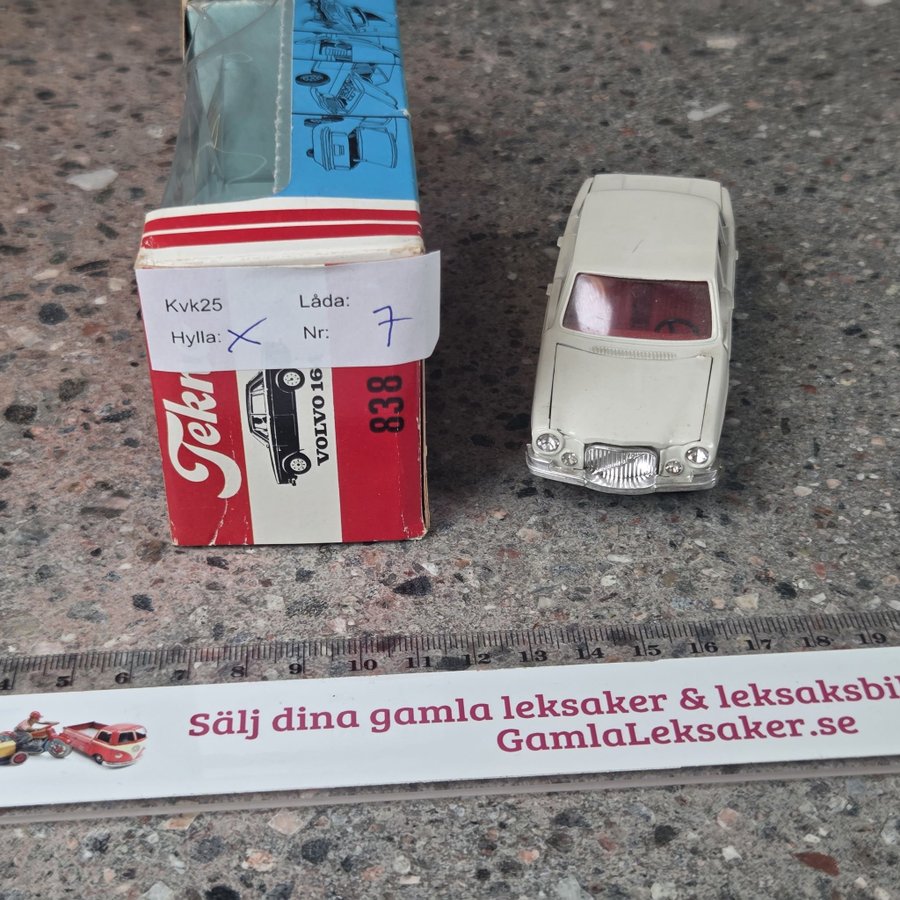 Kvk25 Låda:
Hylla: X Nr: 7
Tekn
VOLVO 16
838
4 5 6 7 8 9 10 11 12 13 14 15 16 17 18 19
Sälj dina gamla leksaker & leksaksbil
GamlaLeksaker.se